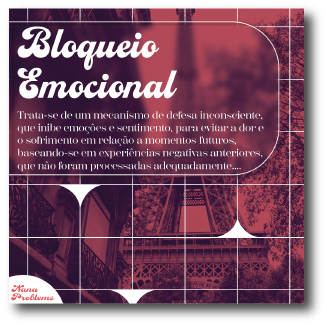 Bloqueio
Emocional
Trata-se de um mecanismo de defesa inconsciente,
que inibe emoções e sentimento, para evitar a dor e
o sofrimento em relação a momentos futuros,
baseando-se em experiências negativas anteriores,
que não foram processadas adequadamente....
Nana
Problems